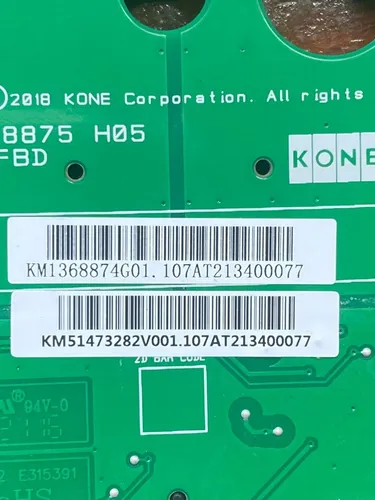 ©2018 KONE Corporation. All rights
8875 H05
FBD
KONE
KM1368874G01.107AT213400077
KM51473282V001.107AT213400077
2D BAR CODE
94V-0
E315391